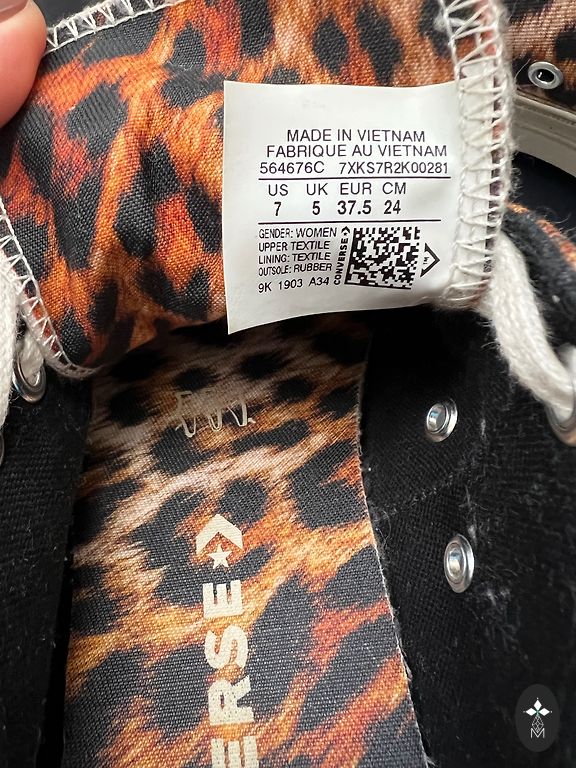 MADE IN VIETNAM
FABRIQUE AU VIETNAM
564676C 7XKS7R2K00281
US UK EUR CM
7 5 37.5 24
GENDER: WOMEN
UPPER TEXTILE
LINING: TEXTILE
OUTSOLE: RUBBER
9K 1903 A34
CONVERSE
TM
ERSE
M